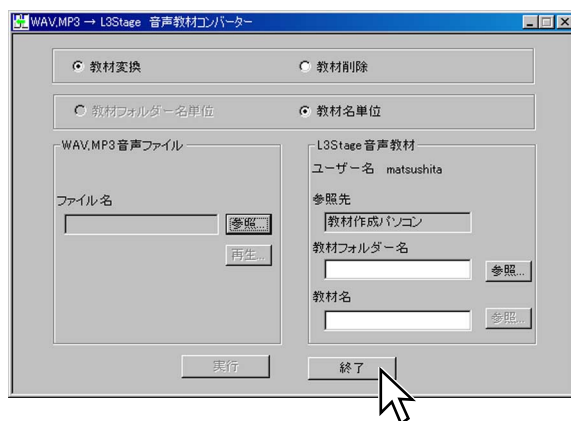 WAV,MP3 → L3Stage 音声教材コンバーター
教材変換 教材削除
教材フォルダー名単位 教材名単位
WAV,MP3音声ファイル
ファイル名
参照...
再生...
L3Stage音声教材
ユーザー名 matsushita
参照先
教材作成パソコン
教材フォルダー名
参照...
教材名
参照...
実行 終了